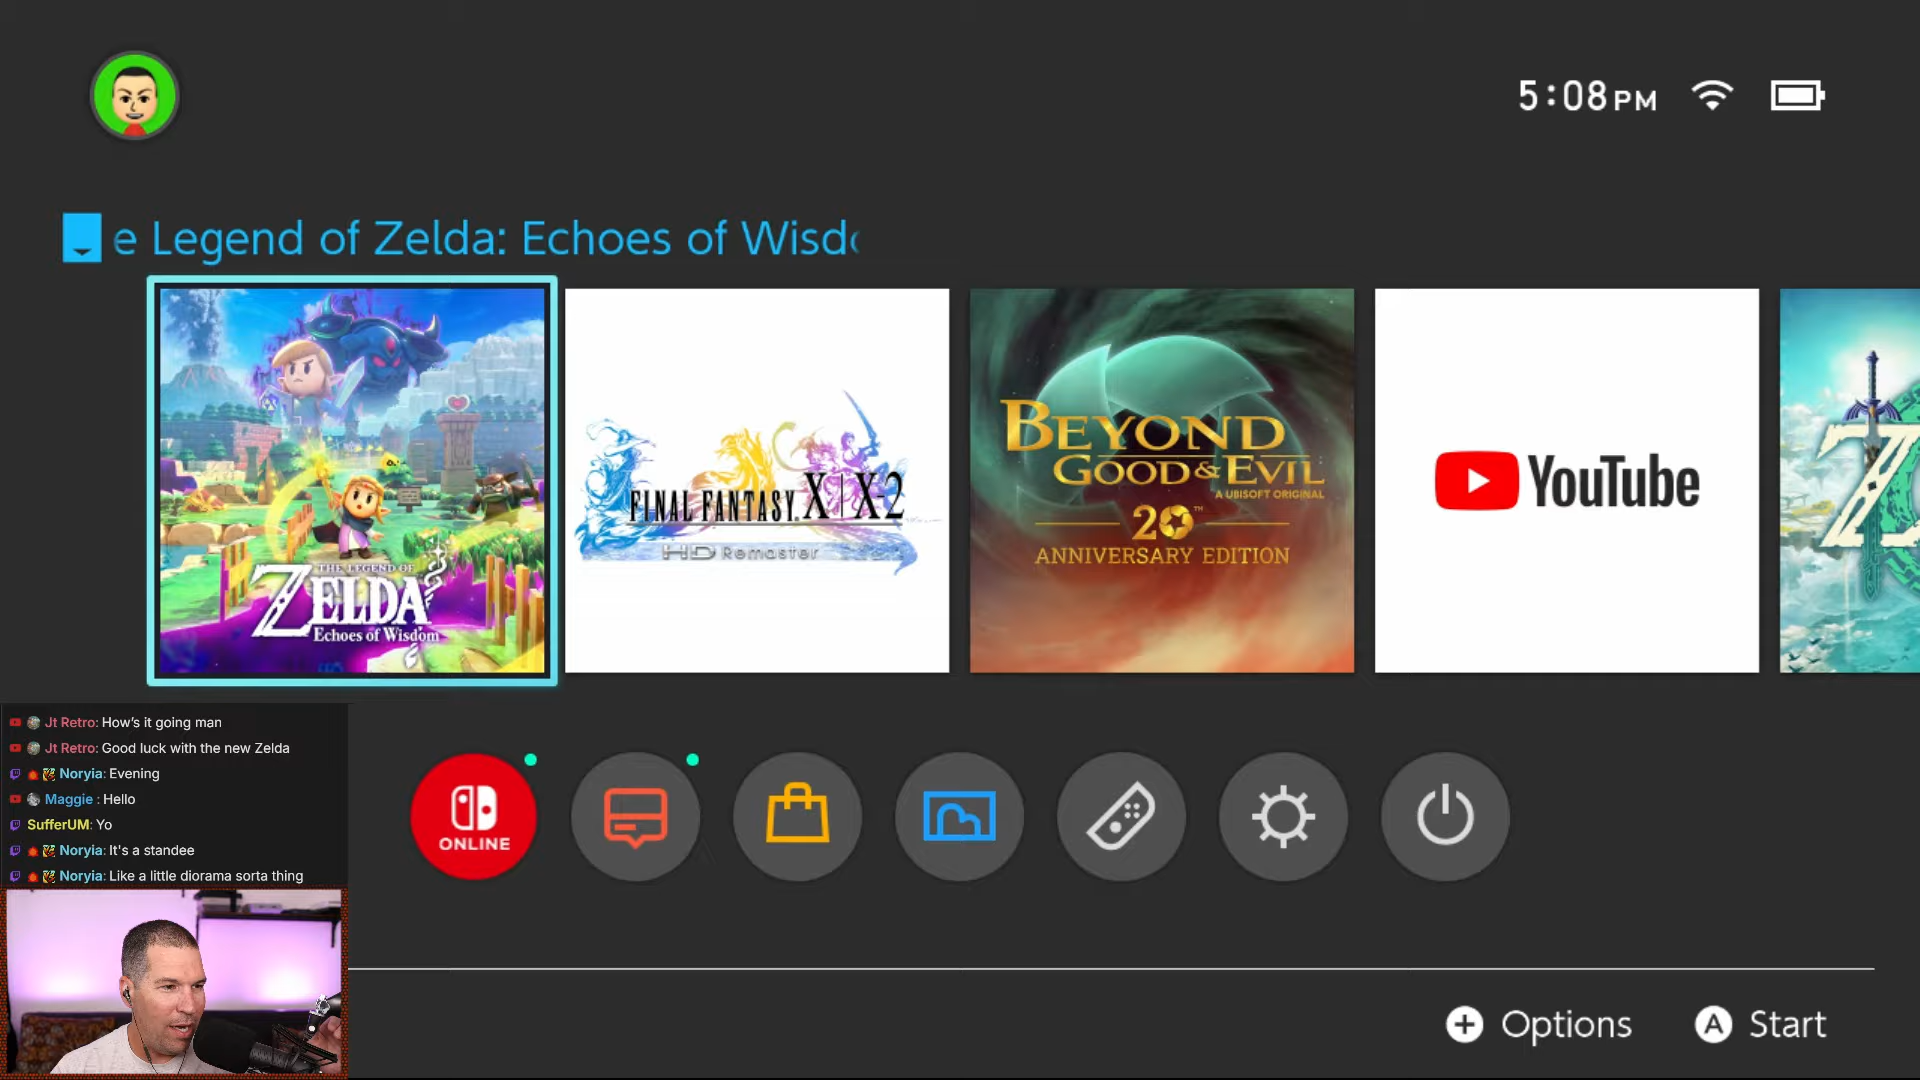 5:08PM
e Legend of Zelda: Echoes of Wisd
THE LEGEND OF
ZELDA
Echoes of Wisdom
FINAL FANTASY X|X-2
HD Remaster
BEYOND
GOOD & EVIL
A UBISOFT ORIGINAL
20™
ANNIVERSARY EDITION
YouTube
Jt Retro: How's it going man
Jt Retro: Good luck with the new Zelda
Noryia: Evening
Maggie : Hello
SufferUM: Yo
Noryia: It's a standee
Noryia: Like a little diorama sorta thing
ONLINE
+ Options
A Start